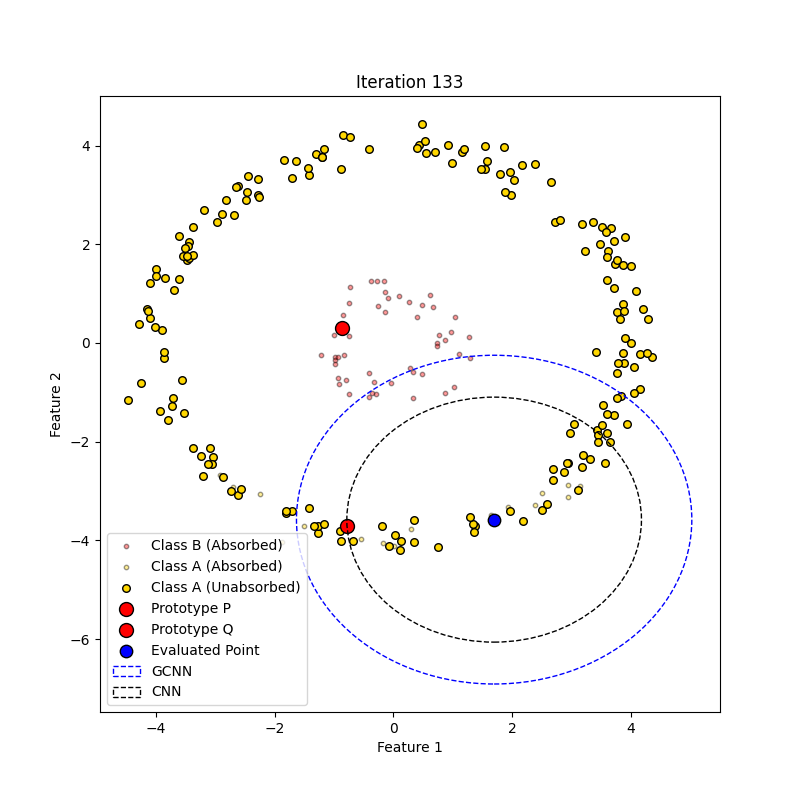 Iteration 133
Feature 2
4
2
0
−2
−4
−6
Class B (Absorbed)
Class A (Absorbed)
Class A (Unabsorbed)
Prototype P
Prototype Q
Evaluated Point
GCNN
CNN
−4
−2
0
2
4
Feature 1